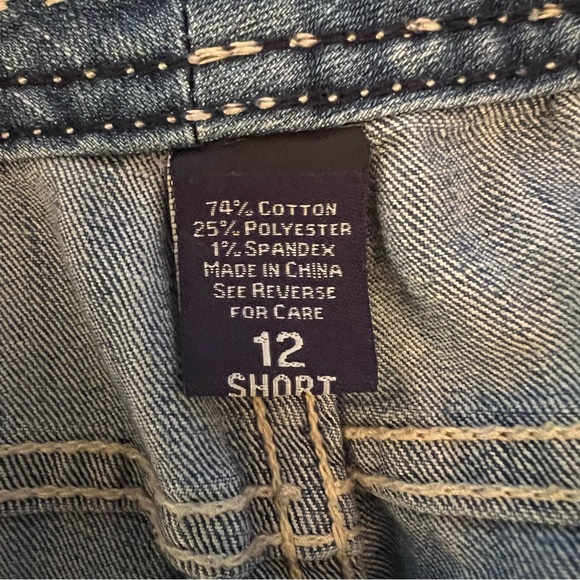 74% COTTON
25% POLYESTER
1% SPANDEX
MADE IN CHINA
SEE REVERSE
FOR CARE
12
SHORT